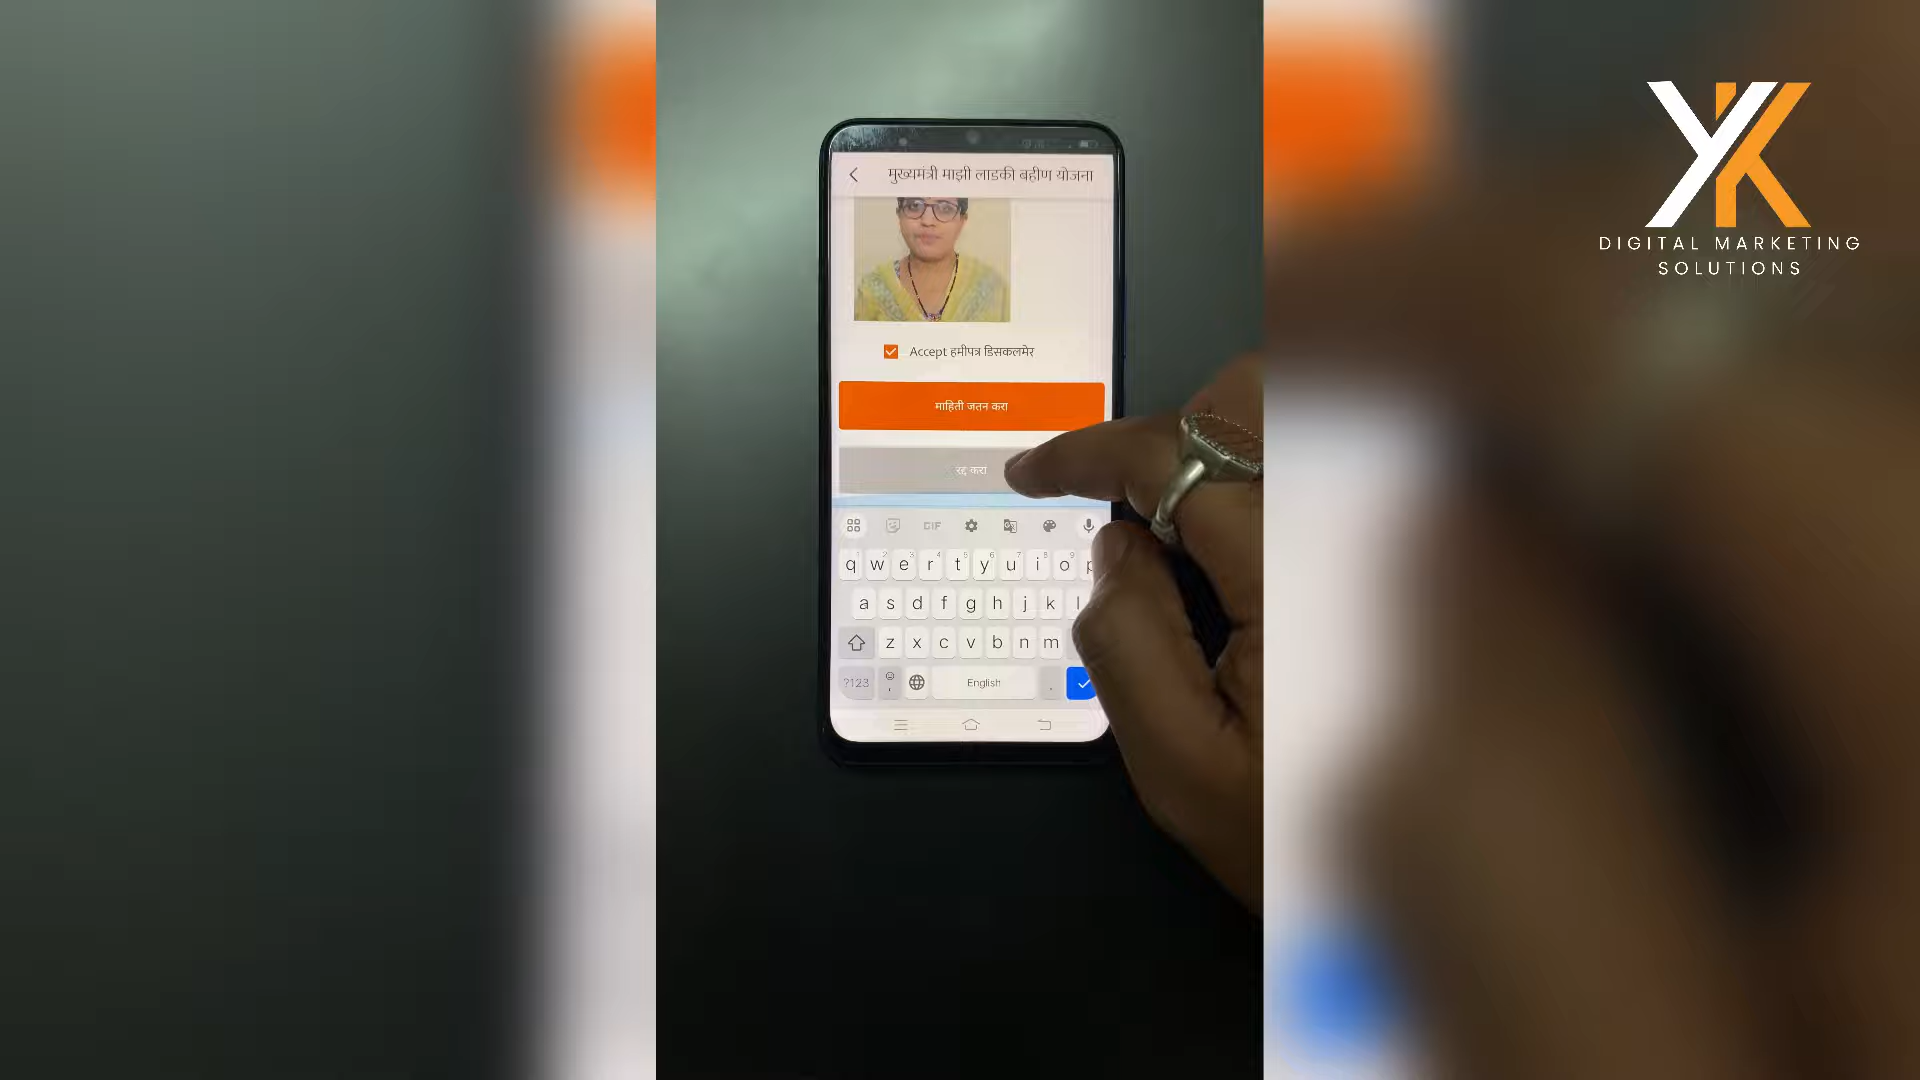 मुख्यमंत्री माझी लाडकी बहीण योजना
Accept हमीपत्र डिसकलमेर
माहिती जतन करा
रद्द करा
GIF
q w e r t y u i o p
a s d f g h j k l
z x c v b n m
?123 , English .
YK
DIGITAL MARKETING
SOLUTIONS